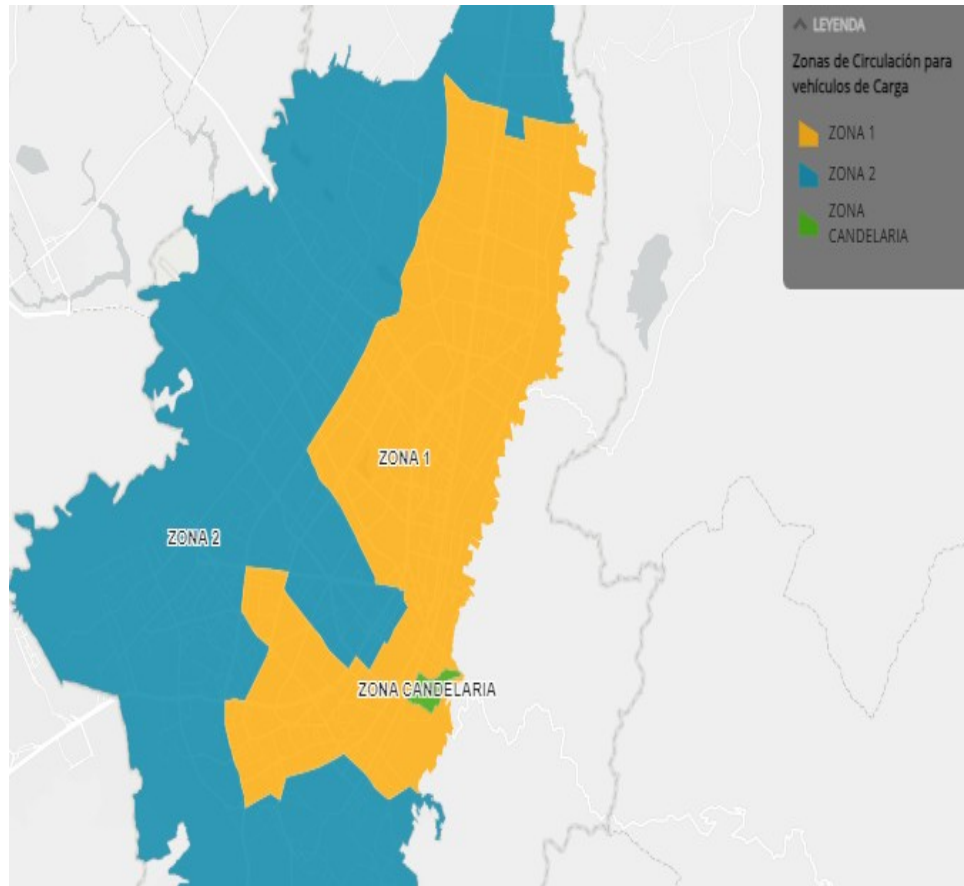 LEYENDA
Zonas de Circulación para
vehículos de Carga
ZONA 1
ZONA 2
ZONA
CANDELARIA
ZONA 1
ZONA 2
ZONA CANDELARIA